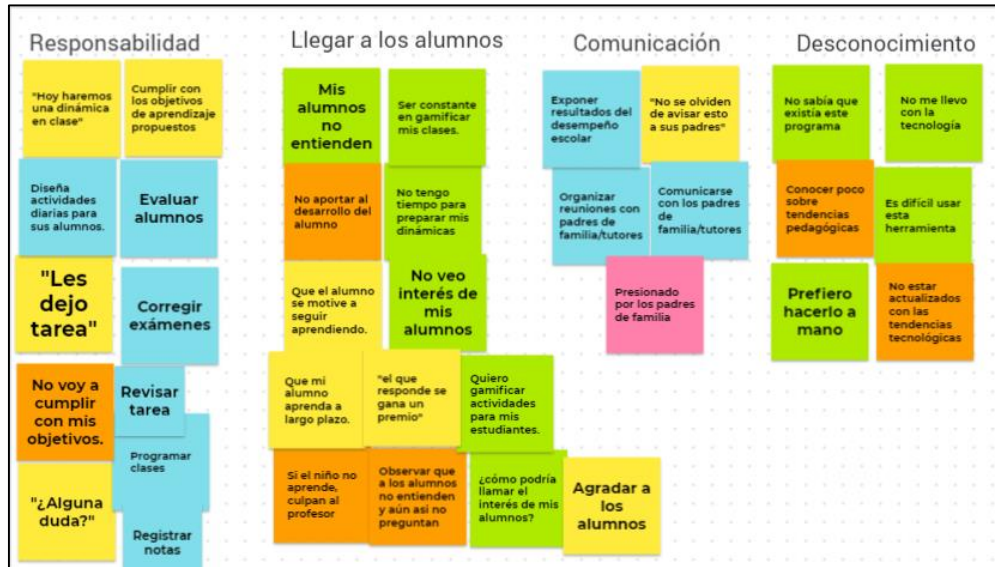 Responsabilidad
"Hoy haremos
una dinámica
en clase"
Cumplir con
los objetivos
de aprendizaje
propuestos
Diseña
actividades
diarias para
sus alumnos.
Evaluar
alumnos
"Les
dejo
tarea"
Corregir
exámenes
No voy a
cumplir
con mis
objetivos.
Revisar
tarea
Programar
clases
"¿Alguna
duda?"
Registrar
notas
Llegar a los alumnos
Mis
alumnos
no
entienden
Ser constante
en gamificar
mis clases.
No aportar al
desarrollo del
alumno
No tengo
tiempo para
preparar mis
dinámicas
Que el alumno
se motive a
seguir
aprendiendo.
No veo
interés de
mis
alumnos
Que mi
alumno
aprenda a
largo plazo.
"el que
responde se
gana un
premio"
Quiero
gamificar
actividades
para mis
estudiantes.
Si el niño no
aprende,
culpan al
profesor
Observar que
a los alumnos
no entienden
y aún asi no
preguntan
¿cómo podría
llamar el
interés de mis
alumnos?
Agradar a
los
alumnos
Comunicación
Exponer
resultados del
desempeño
escolar
"No se olviden
de avisar esto
a sus padres"
Organizar
reuniones con
padres de
familia/tutores
Comunicarse
con los padres
de
familia/tutores
Presionado
por los padres
de familia
Desconocimiento
No sabía que
existía este
programa
No me llevo
con la
tecnología
Conocer poco
sobre
tendencias
pedagógicas
Es difícil usar
esta
herramienta
Prefiero
hacerlo a
mano
No estar
actualizados
con las
tendencias
tecnológicas